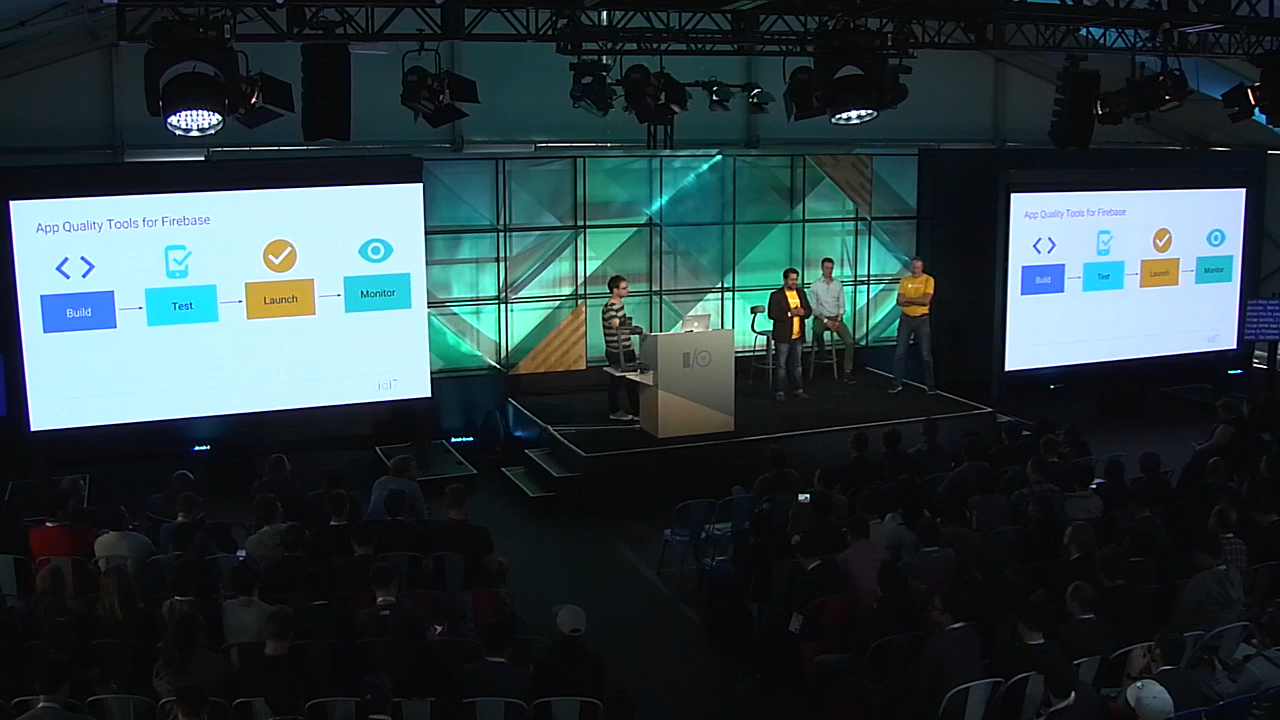 App Quality Tools for Firebase
Build
Test
Launch
Monitor
io17
I/O
App Quality Tools for Firebase
Build
Test
Launch
Monitor
io17